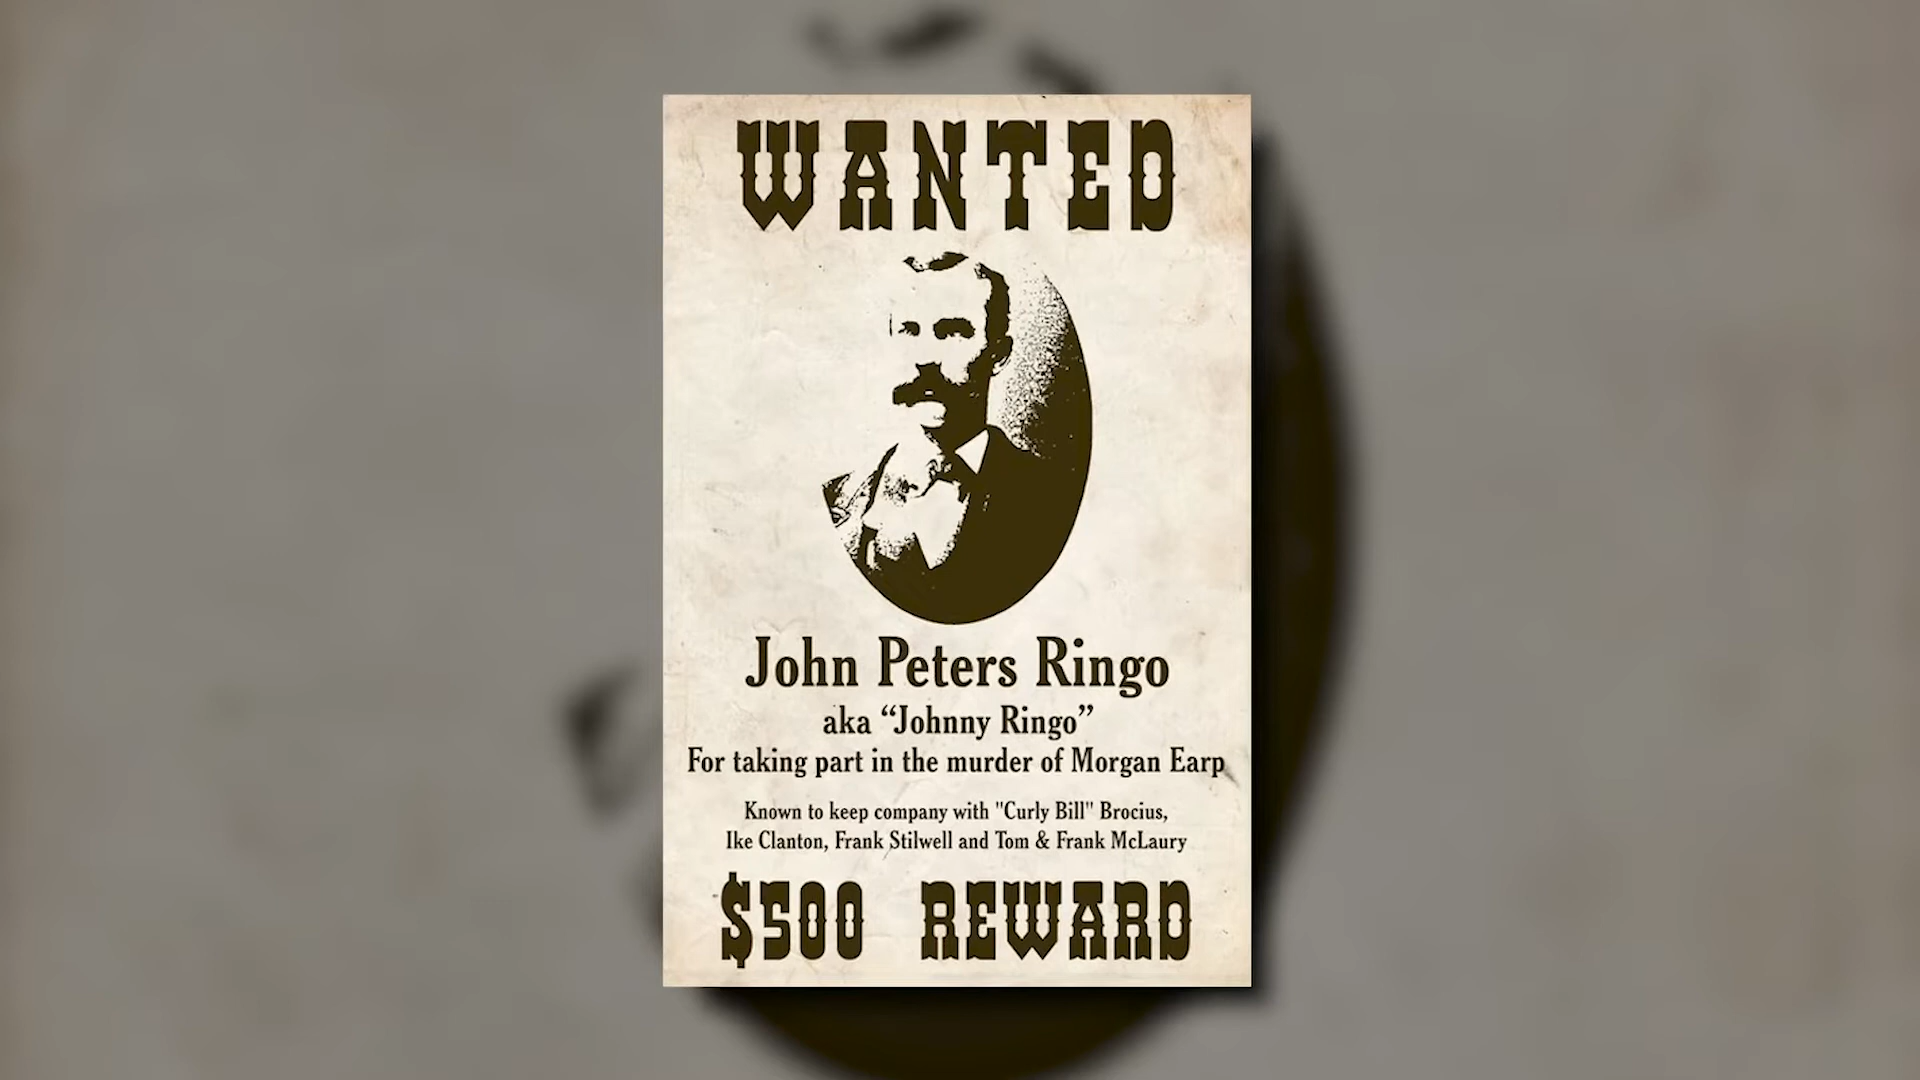 WANTED
John Peters Ringo
aka “Johnny Ringo”
For taking part in the murder of Morgan Earp
Known to keep company with "Curly Bill" Brocius,
Ike Clanton, Frank Stilwell and Tom & Frank McLaury
$500 REWARD